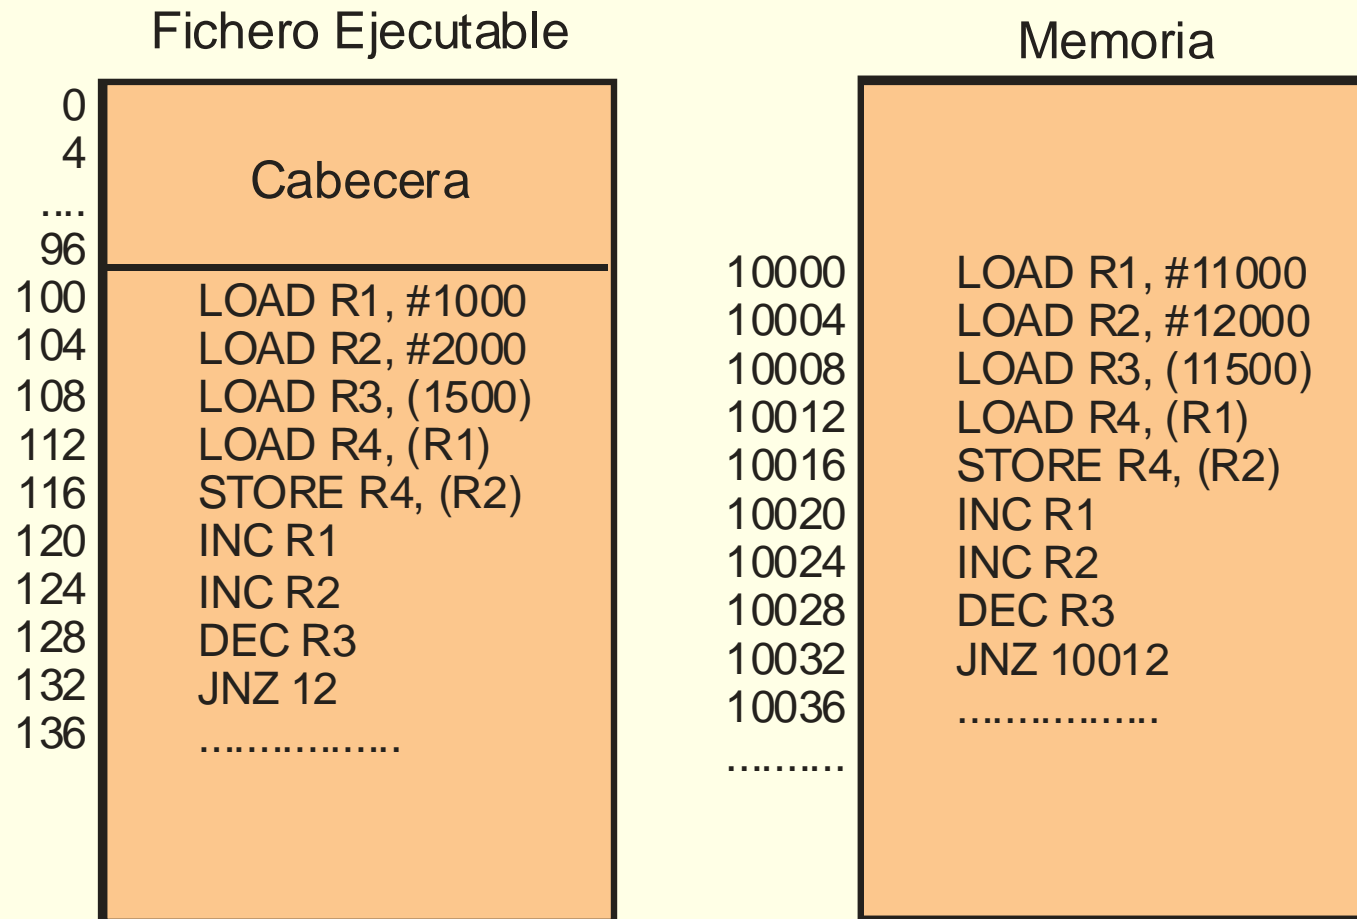 Fichero Ejecutable
0
4
....
96
Cabecera
100 LOAD R1, #1000
104 LOAD R2, #2000
108 LOAD R3, (1500)
112 LOAD R4, (R1)
116 STORE R4, (R2)
120 INC R1
124 INC R2
128 DEC R3
132 JNZ 12
136 ..................
Memoria
10000 LOAD R1, #11000
10004 LOAD R2, #12000
10008 LOAD R3, (11500)
10012 LOAD R4, (R1)
10016 STORE R4, (R2)
10020 INC R1
10024 INC R2
10028 DEC R3
10032 JNZ 10012
10036 ..................
..........